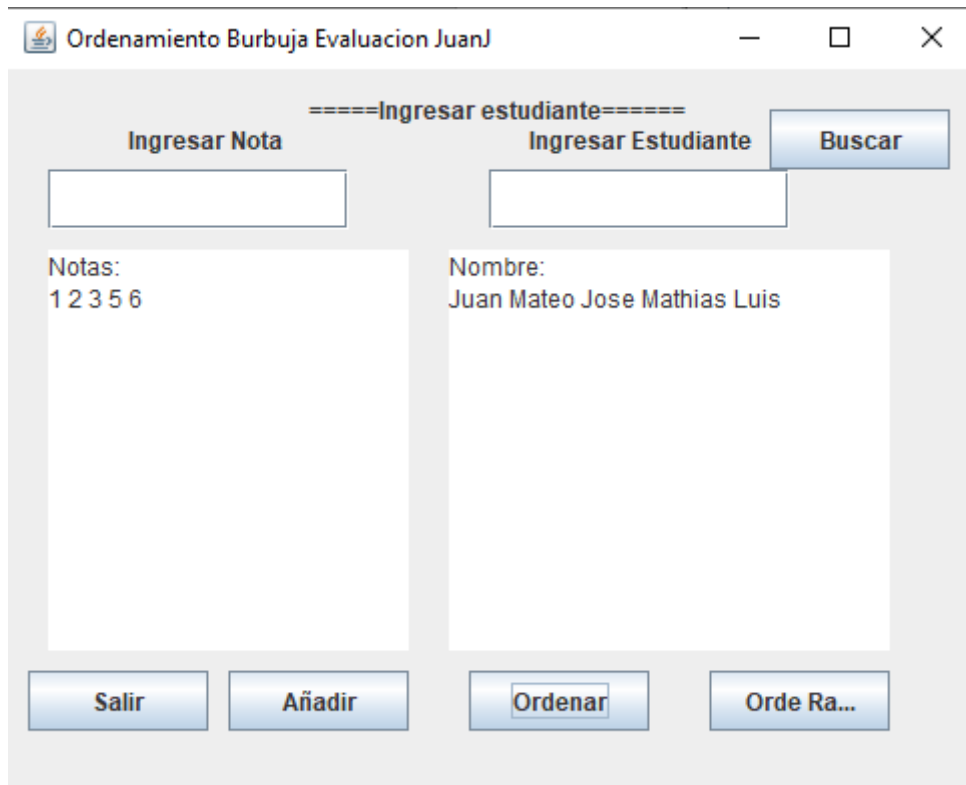 Ordenamiento Burbuja Evaluacion JuanJ
=====Ingresar estudiante======
Ingresar Nota
Ingresar Estudiante
Buscar
Notas:
1 2 3 5 6
Nombre:
Juan Mateo Jose Mathias Luis
Salir
Añadir
Ordenar
Orde Ra...